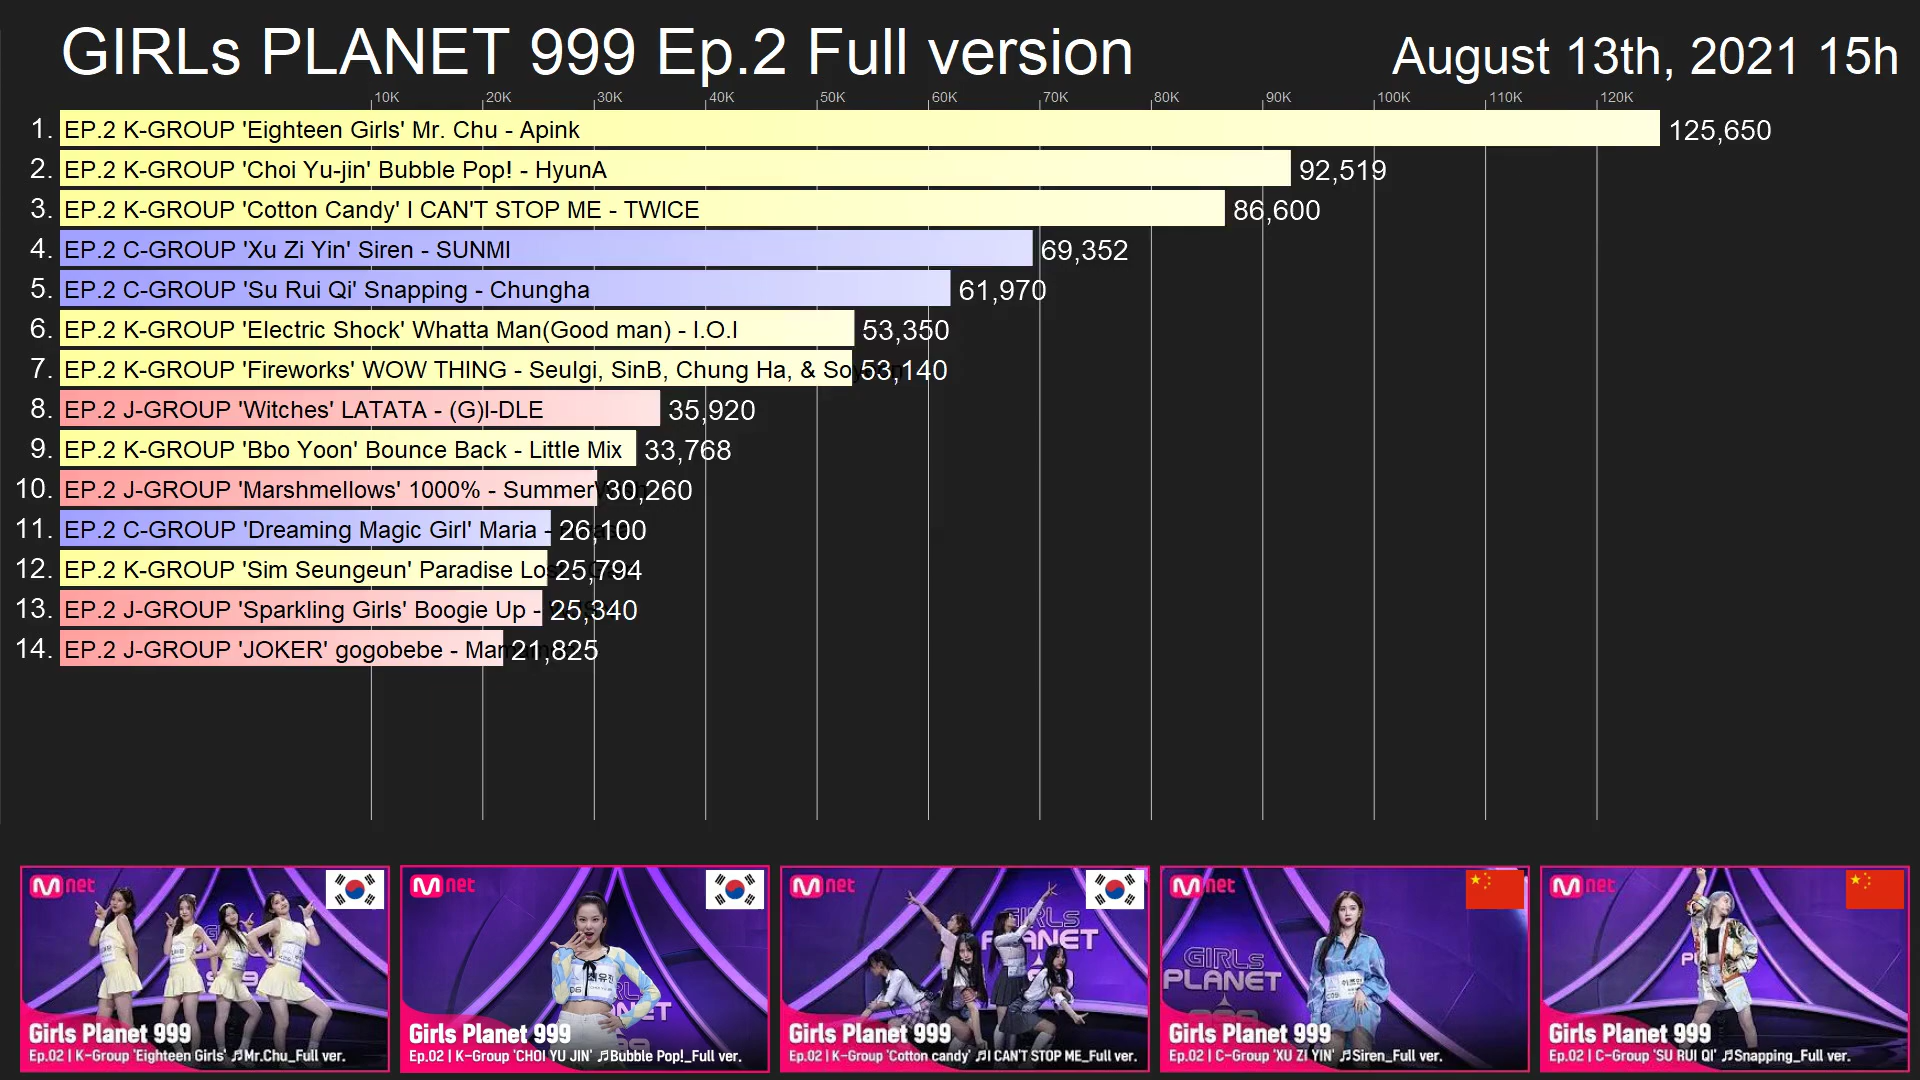 GIRLs PLANET 999 Ep.2 Full version
August 13th, 2021 15h
10K 20K 30K 40K 50K 60K 70K 80K 90K 100K 110K 120K
1. EP.2 K-GROUP 'Eighteen Girls' Mr. Chu - Apink 125,650
2. EP.2 K-GROUP 'Choi Yu-jin' Bubble Pop! - HyunA 92,519
3. EP.2 K-GROUP 'Cotton Candy' I CAN'T STOP ME - TWICE 86,600
4. EP.2 C-GROUP 'Xu Zi Yin' Siren - SUNMI 69,352
5. EP.2 C-GROUP 'Su Rui Qi' Snapping - Chungha 61,970
6. EP.2 K-GROUP 'Electric Shock' Whatta Man(Good man) - I.O.I 53,350
7. EP.2 K-GROUP 'Fireworks' WOW THING - Seulgi, SinB, Chung Ha, & 53,140
8. EP.2 J-GROUP 'Witches' LATATA - (G)I-DLE 35,920
9. EP.2 K-GROUP 'Bbo Yoon' Bounce Back - Little Mix 33,768
10. EP.2 J-GROUP 'Marshmellows' 1000% - 30,260
11. EP.2 C-GROUP 'Dreaming Magic Girl' Maria - 26,100
12. EP.2 K-GROUP 'Sim Seungeun' Paradise 25,794
13. EP.2 J-GROUP 'Sparkling Girls' Boogie Up - 25,340
14. EP.2 J-GROUP 'JOKER' gogobebe - 21,825
Mnet
Girls Planet 999
Ep.02 | K-Group 'Eighteen Girls' ♬Mr.Chu_Full ver.
Mnet
Girls Planet 999
Ep.02 | K-Group 'CHOI YU JIN' ♬Bubble Pop!_Full ver.
Mnet
GIRLS
PLANET
Girls Planet 999
Ep.02 | K-Group 'Cotton candy' ♬I CAN'T STOP ME_Full ver.
Mnet
GIRLS
PLANET
999
Girls Planet 999
Ep.02 | C-Group 'XU ZI YIN' ♬Siren_Full ver.
Mnet
Girls Planet 999
Ep.02 | C-Group 'SU RUI QI' ♬Snapping_Full ver.